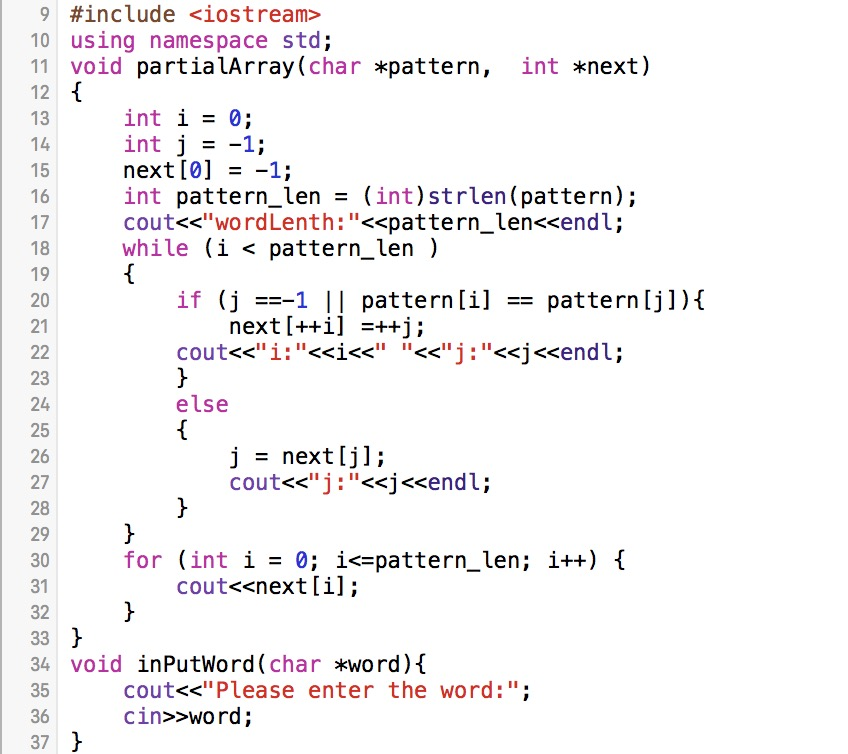 9 #include <iostream>
10 using namespace std;
11 void partialArray(char *pattern,  int *next)
12 {
13     int i = 0;
14     int j = -1;
15     next[0] = -1;
16     int pattern_len = (int)strlen(pattern);
17     cout<<"wordLenth:"<<pattern_len<<endl;
18     while (i < pattern_len )
19     {
20         if (j ==-1 || pattern[i] == pattern[j]){
21             next[++i] =++j;
22         cout<<"i:"<<i<<" "<<"j:"<<j<<endl;
23         }
24         else
25         {
26             j = next[j];
27             cout<<"j:"<<j<<endl;
28         }
29     }
30     for (int i = 0; i<=pattern_len; i++) {
31         cout<<next[i];
32     }
33 }
34 void inPutWord(char *word){
35     cout<<"Please enter the word:";
36     cin>>word;
37 }